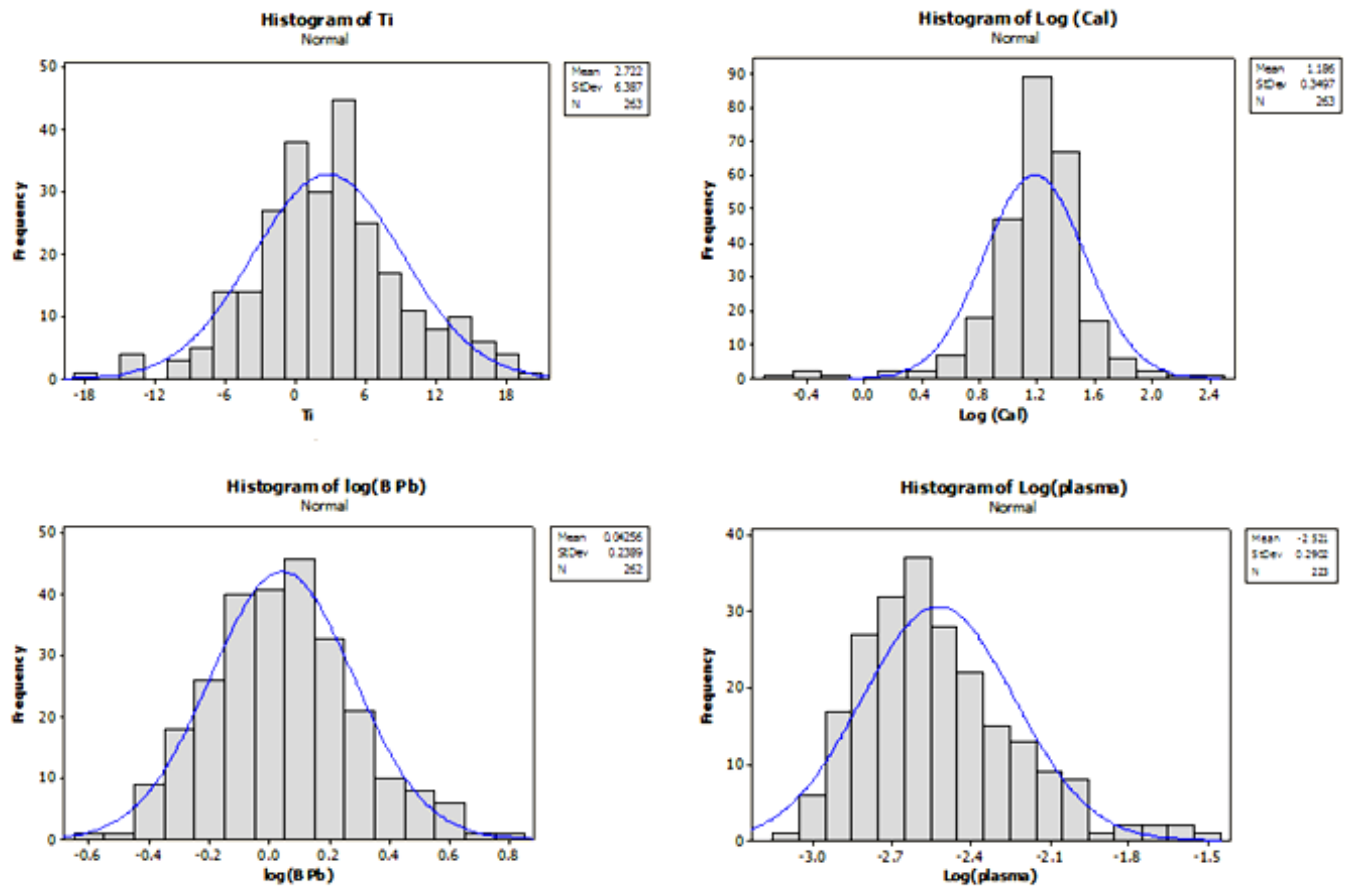 Histogram of Ti
Normal
50
40
30
20
10
0
Frequency
-18 -12 -6 0 6 12 18
Ti
Mean 2.722
StDev 6.387
N 263
Histogram of Log (Cal)
Normal
90
80
70
60
50
40
30
20
10
0
Frequency
-0.4 0.0 0.4 0.8 1.2 1.6 2.0 2.4
Log (Cal)
Mean 1.186
StDev 0.3497
N 263
Histogram of log(B Pb)
Normal
50
40
30
20
10
0
Frequency
-0.6 -0.4 -0.2 0.0 0.2 0.4 0.6 0.8
log(B Pb)
Mean 0.04256
StDev 0.2389
N 262
Histogram of Log(plasma)
Normal
40
30
20
10
0
Frequency
-3.0 -2.7 -2.4 -2.1 -1.8 -1.5
Log(plasma)
Mean -2.521
StDev 0.2902
N 223